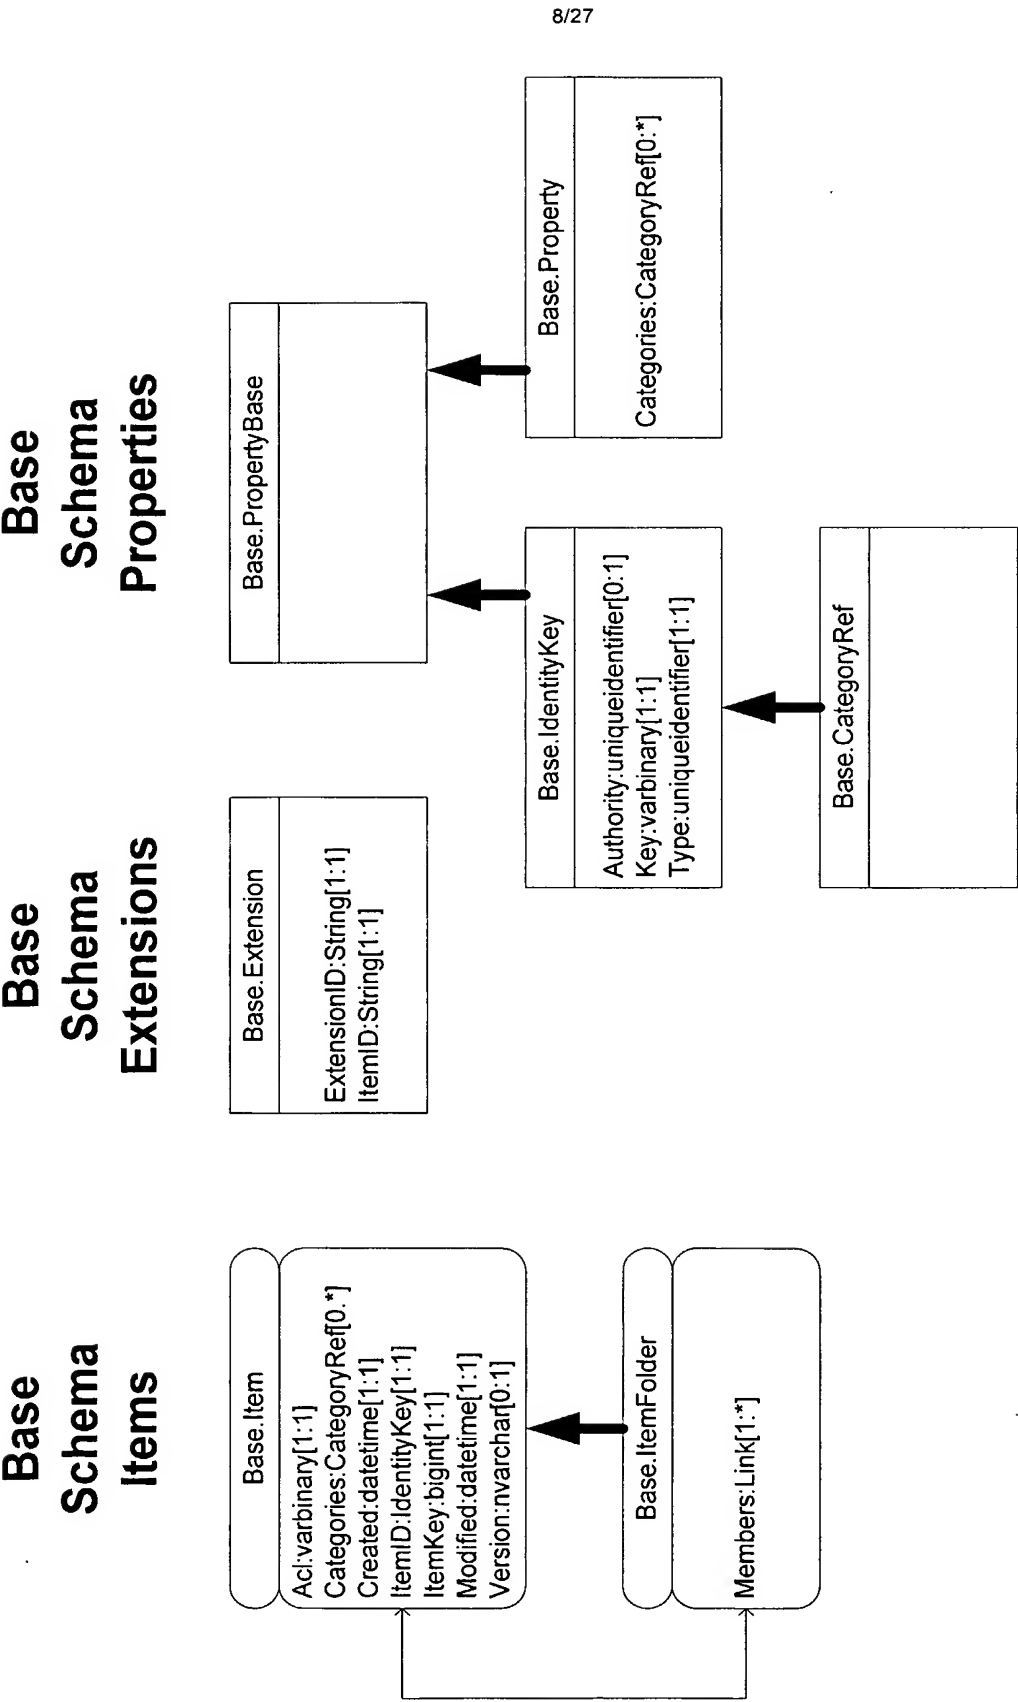 8/27
Base
Schema
Items
Base.Item
Acl:varbinary[1:1]
Categories:CategoryRef[0.*]
Created:datetime[1:1]
ItemID:IdentityKey[1:1]
ItemKey:bigint[1:1]
Modified:datetime[1:1]
Version:nvarchar[0:1]
Base.ItemFolder
Members:Link[1:*]
Base
Schema
Extensions
Base.Extension
ExtensionID:String[1:1]
ItemID:String[1:1]
Base
Schema
Properties
Base.PropertyBase
Base.IdentityKey
Authority:uniqueidentifier[0:1]
Key:varbinary[1:1]
Type:uniqueidentifier[1:1]
Base.Property
Categories:CategoryRef[0:*]
Base.CategoryRef